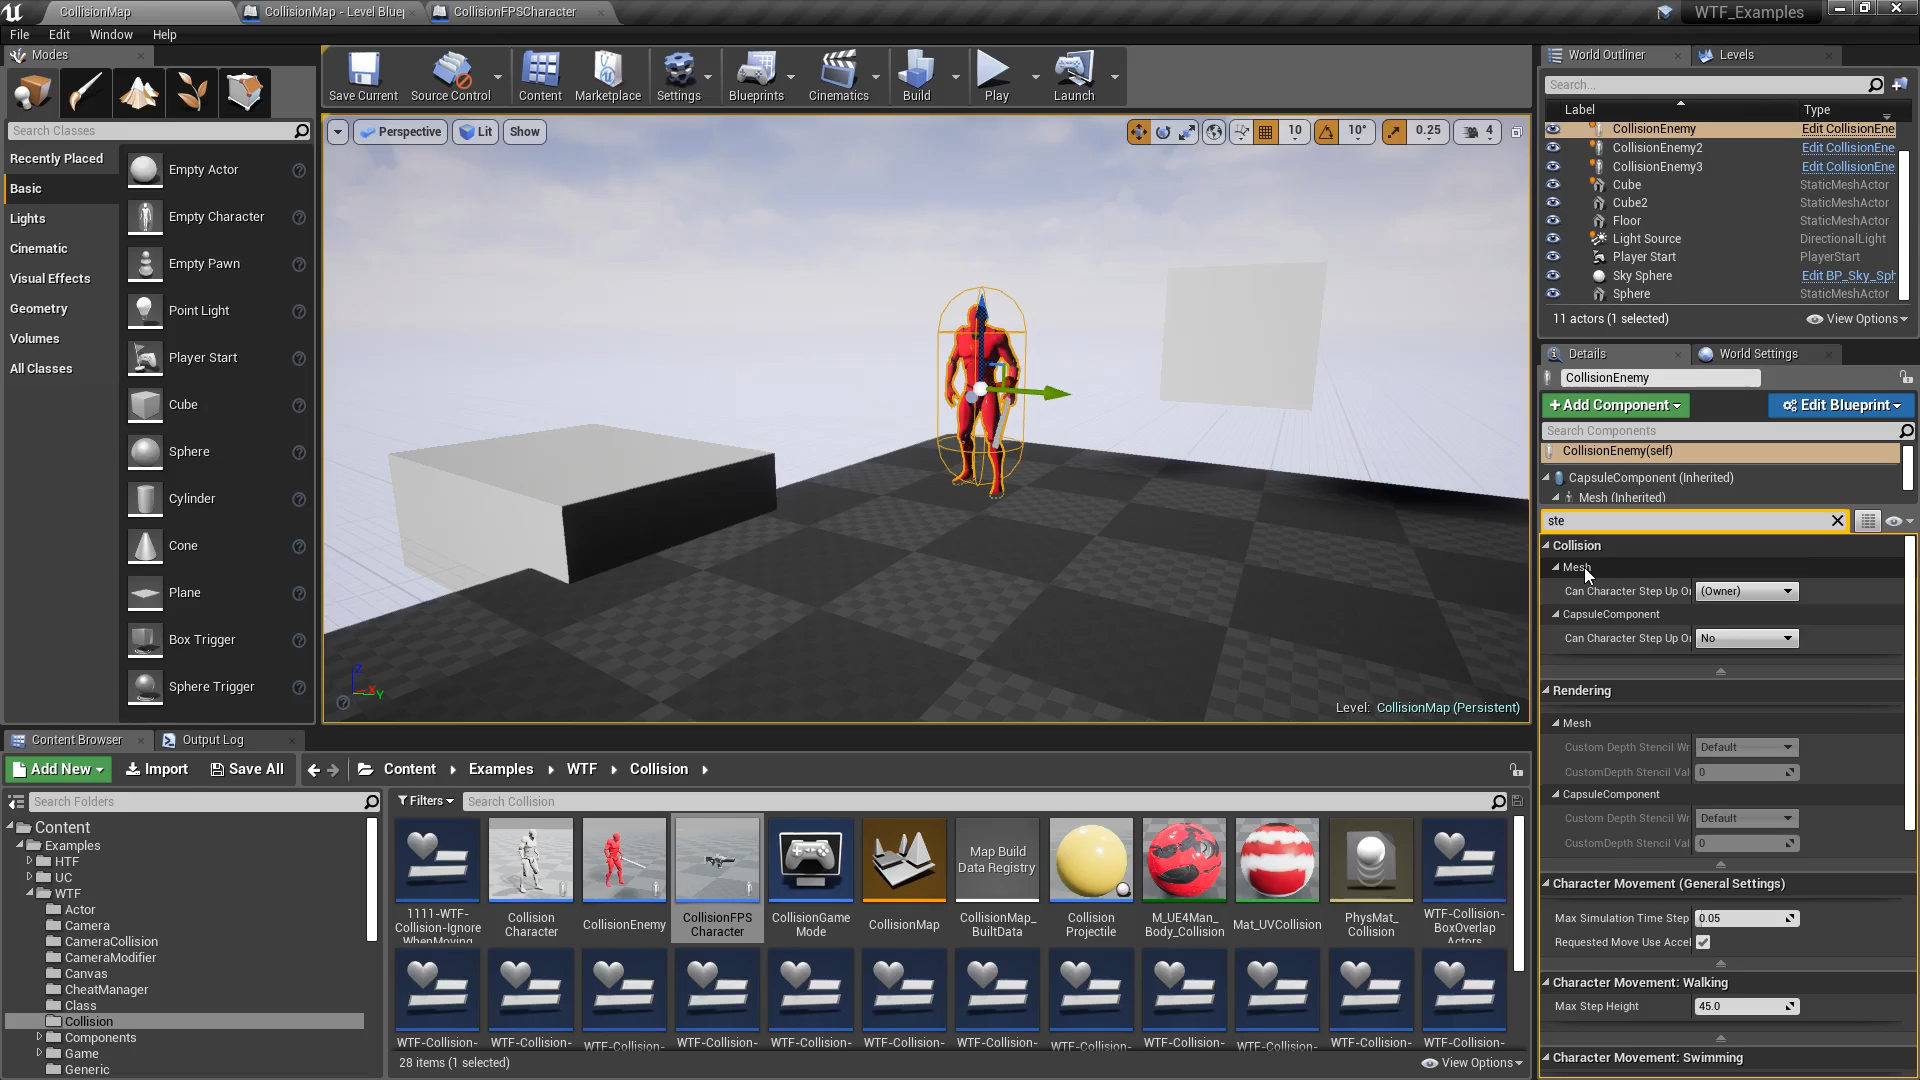 CollisionMap
CollisionMap - Level Bluep
CollisionFPSCharacter
WTF_Examples
File Edit Window Help
Modes
Save Current
Source Control
Content
Marketplace
Settings
Blueprints
Cinematics
Build
Play
Launch
Search Classes
Recently Placed
Basic
Lights
Cinematic
Visual Effects
Geometry
Volumes
All Classes
Empty Actor
Empty Character
Empty Pawn
Point Light
Player Start
Cube
Sphere
Cylinder
Cone
Plane
Box Trigger
Sphere Trigger
Perspective Lit Show
10 10° 0.25 4
Level: CollisionMap (Persistent)
World Outliner Levels
Search...
Label Type
CollisionEnemy Edit CollisionEne
CollisionEnemy2 Edit CollisionEne
CollisionEnemy3 Edit CollisionEne
Cube StaticMeshActor
Cube2 StaticMeshActor
Floor StaticMeshActor
Light Source DirectionalLight
Player Start PlayerStart
Sky Sphere Edit BP_Sky_Sph
Sphere StaticMeshActor
11 actors (1 selected) View Options
Details World Settings
CollisionEnemy
+Add Component Edit Blueprint
Search Components
CollisionEnemy(self)
CapsuleComponent (Inherited)
Mesh (Inherited)
ste
Collision
Mesh
Can Character Step Up O (Owner)
CapsuleComponent
Can Character Step Up O No
Rendering
Mesh
Custom Depth Stencil Wr Default
CustomDepth Stencil Val 0
CapsuleComponent
Custom Depth Stencil Wr Default
CustomDepth Stencil Val 0
Character Movement (General Settings)
Max Simulation Time Step 0.05
Requested Move Use Accel
Character Movement: Walking
Max Step Height 45.0
Character Movement: Swimming
Content Browser Output Log
Add New Import Save All Content Examples WTF Collision
Search Folders
Content
Examples
HTF
UC
WTF
Actor
Camera
CameraCollision
CameraModifier
Canvas
CheatManager
Class
Collision
Components
Game
Generic
Filters Search Collision
1111-WTF-
Collision-Ignore
WhenMoving
Collision
Character
CollisionEnemy
CollisionFPS
Character
CollisionGame
Mode
CollisionMap
Map Build
Data Registry
CollisionMap_
BuiltData
Collision
Projectile
M_UE4Man_
Body_Collision
Mat_UVCollision
PhysMat_
Collision
WTF-Collision-
BoxOverlap
Actors
WTF-Collision- WTF-Collision- WTF-Collision- WTF-Collision- WTF-Collision- WTF-Collision- WTF-Collision- WTF-Collision- WTF-Collision- WTF-Collision- WTF-Collision- WTF-Collision-
28 items (1 selected) View Options